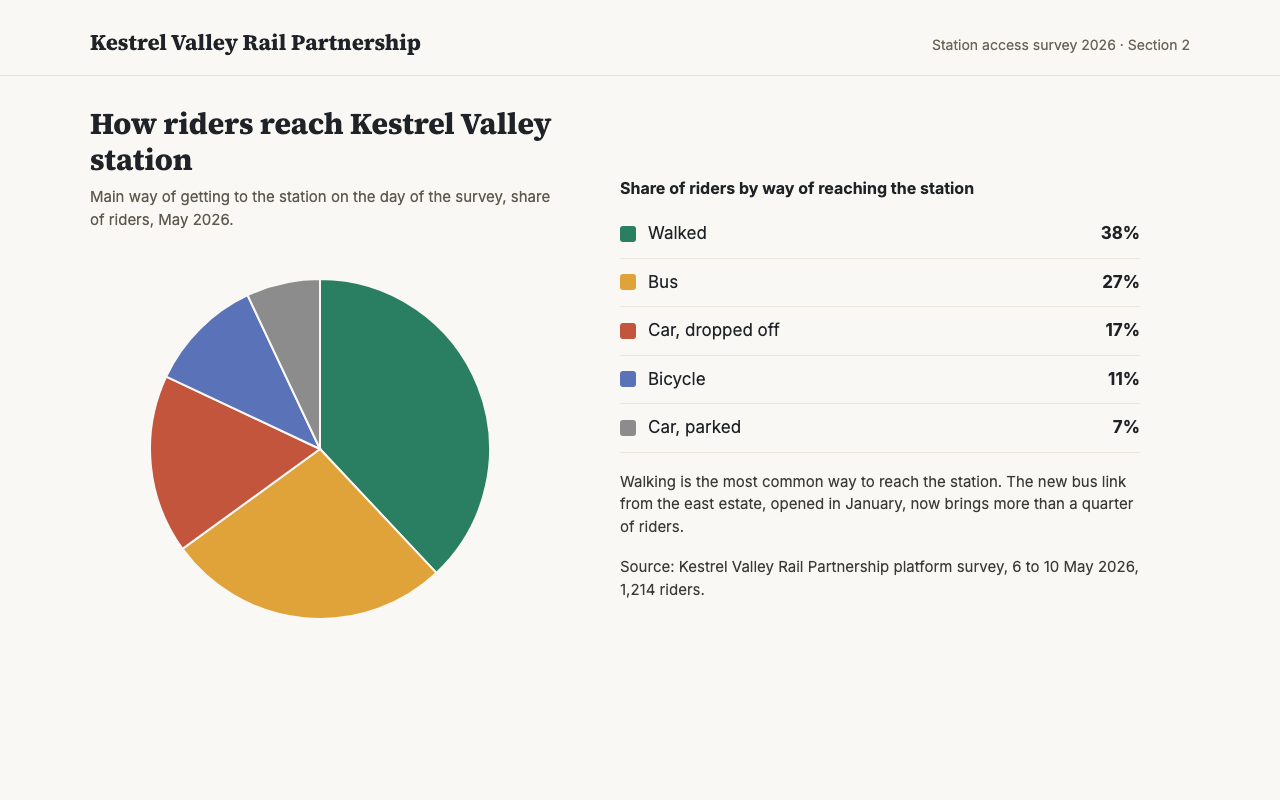 Kestrel Valley Rail Partnership
Station access survey 2026 · Section 2
How riders reach Kestrel Valley
station
Main way of getting to the station on the day of the survey, share
of riders, May 2026.
Share of riders by way of reaching the station
Walked 38%
Bus 27%
Car, dropped off 17%
Bicycle 11%
Car, parked 7%
Walking is the most common way to reach the station. The new bus link
from the east estate, opened in January, now brings more than a quarter
of riders.
Source: Kestrel Valley Rail Partnership platform survey, 6 to 10 May 2026,
1,214 riders.